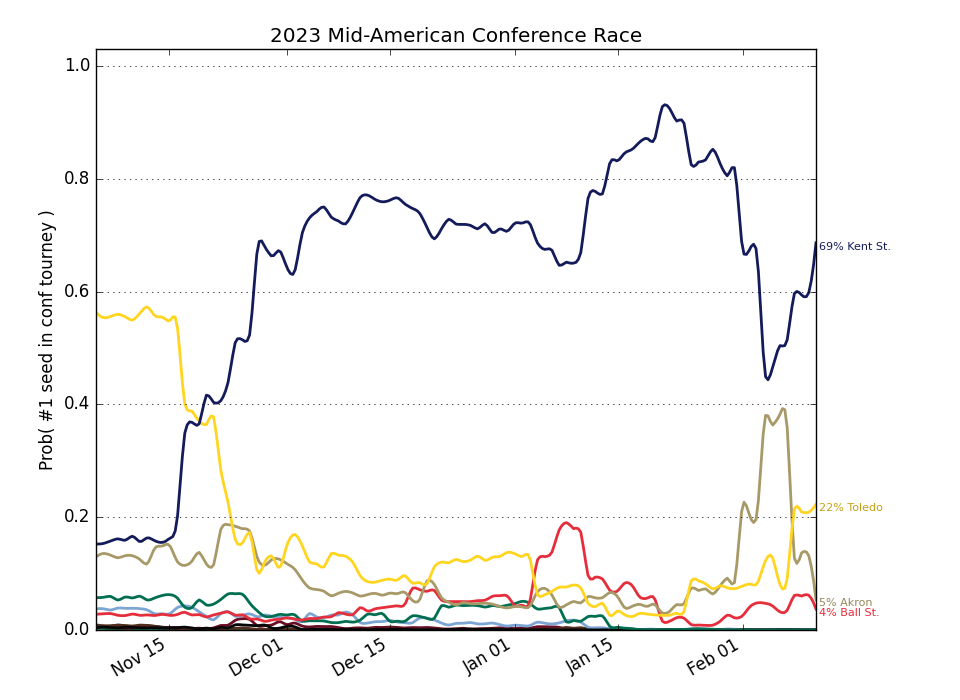 2023 Mid-American Conference Race
Prob( #1 seed in conf tourney )
1.0
0.8
0.6
0.4
0.2
0.0
69% Kent St.
22% Toledo
5% Akron
4% Ball St.
Nov 15
Dec 01
Dec 15
Jan 01
Jan 15
Feb 01